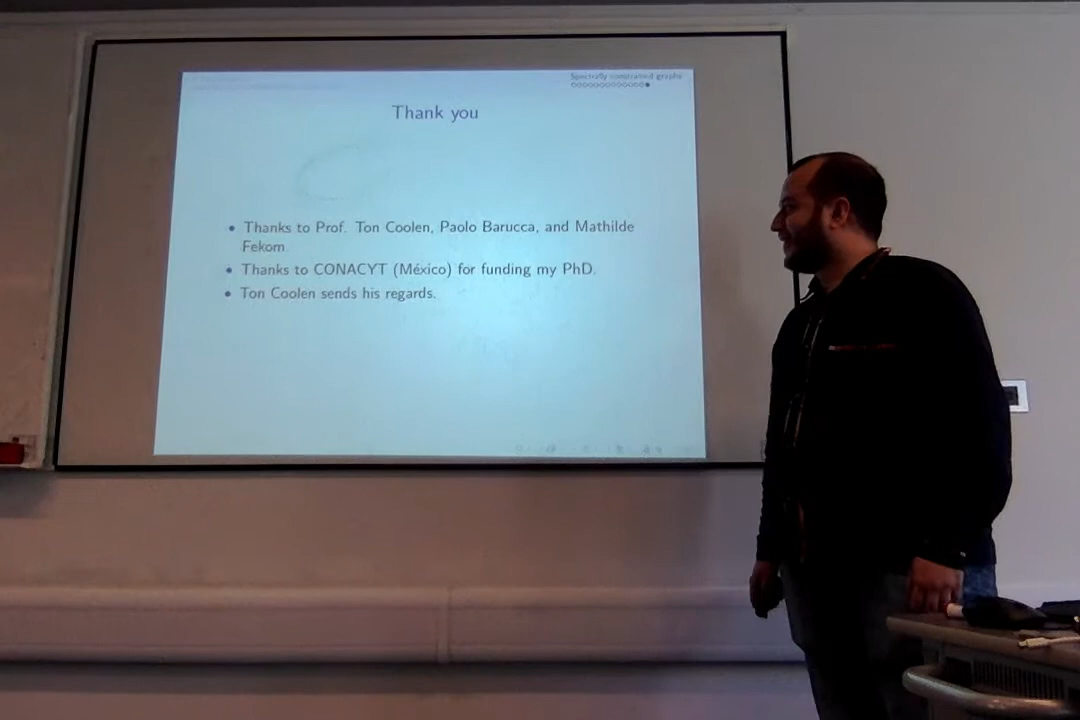 Spectrally constrained graphs
Thank you
• Thanks to Prof. Ton Coolen, Paolo Barucca, and Mathilde
Fekom.
• Thanks to CONACYT (México) for funding my PhD.
• Ton Coolen sends his regards.